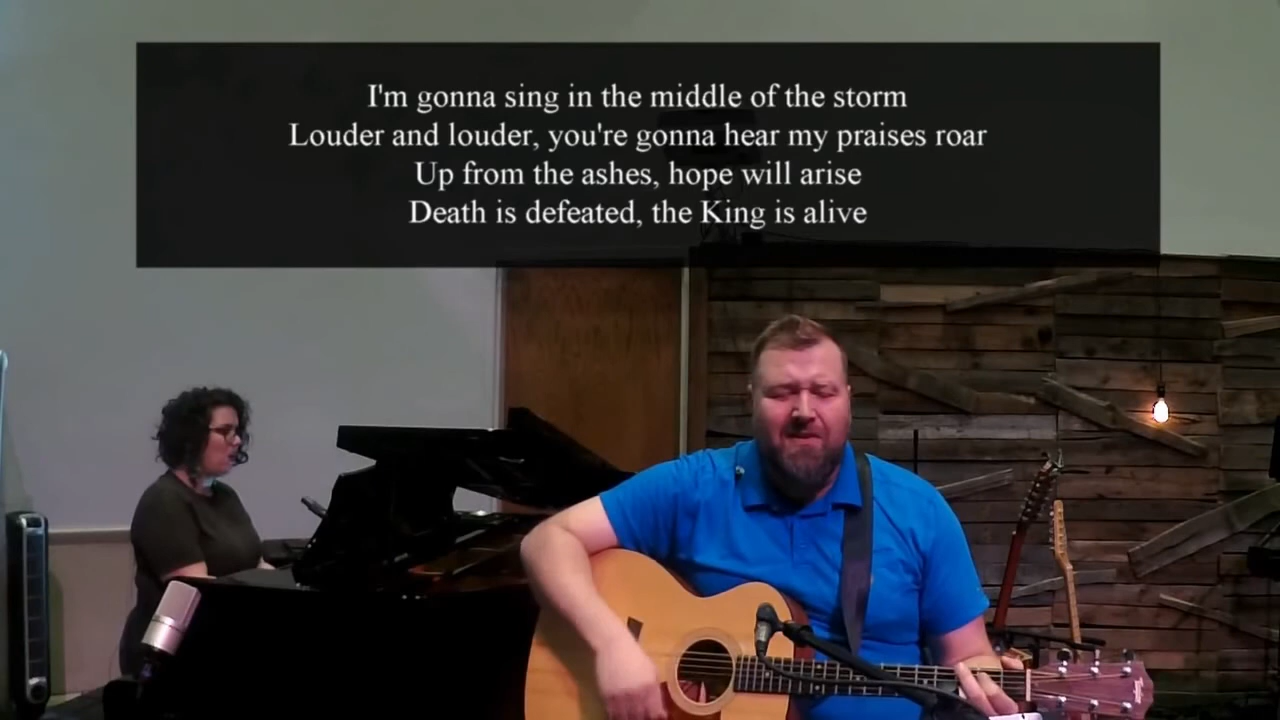 I'm gonna sing in the middle of the storm
Louder and louder, you're gonna hear my praises roar
Up from the ashes, hope will arise
Death is defeated, the King is alive